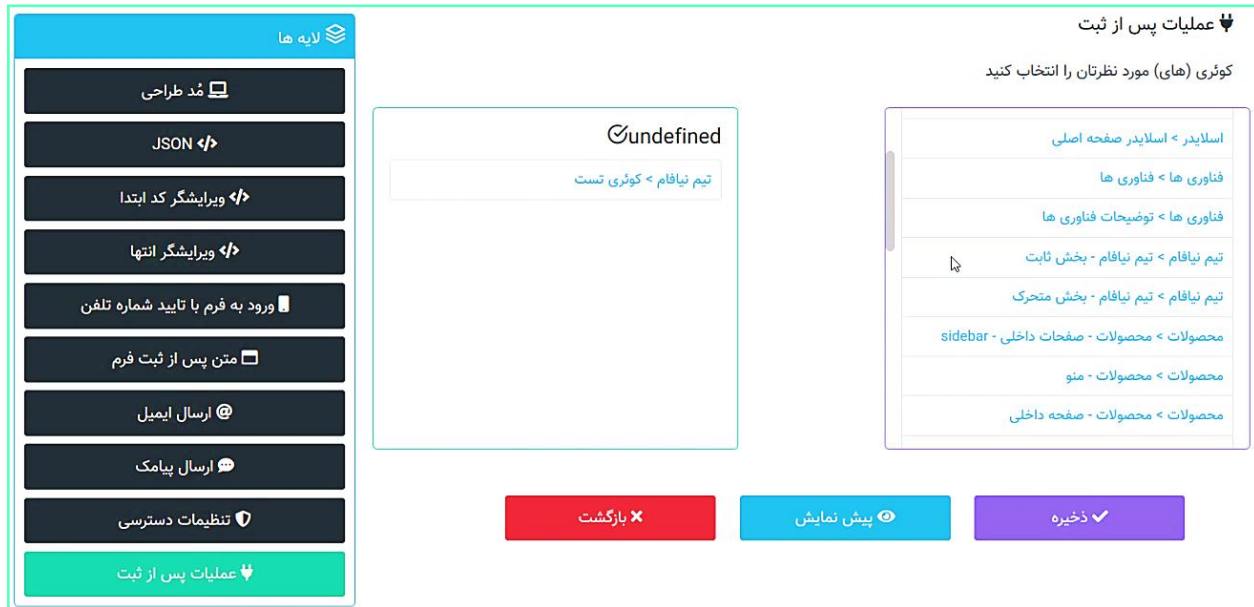 عملیات پس از ثبت
کوئری (های) مورد نظرتان را انتخاب کنید
اسلایدر > اسلایدر صفحه اصلی
فناوری ها > فناوری ها
فناوری ها > توضیحات فناوری ها
تیم نیافام > تیم نیافام - بخش ثابت
تیم نیافام > تیم نیافام - بخش متحرک
محصولات > محصولات - صفحات داخلی - sidebar
محصولات > محصولات - منو
محصولات > محصولات - صفحه داخلی
undefined
تیم نیافام > کوئری تست
ذخیره
پیش نمایش
بازگشت
لایه ها
مُد طراحی
JSON
ویرایشگر کد ابتدا
ویرایشگر انتها
ورود به فرم با تایید شماره تلفن
متن پس از ثبت فرم
ارسال ایمیل
ارسال پیامک
تنظیمات دسترسی
عملیات پس از ثبت